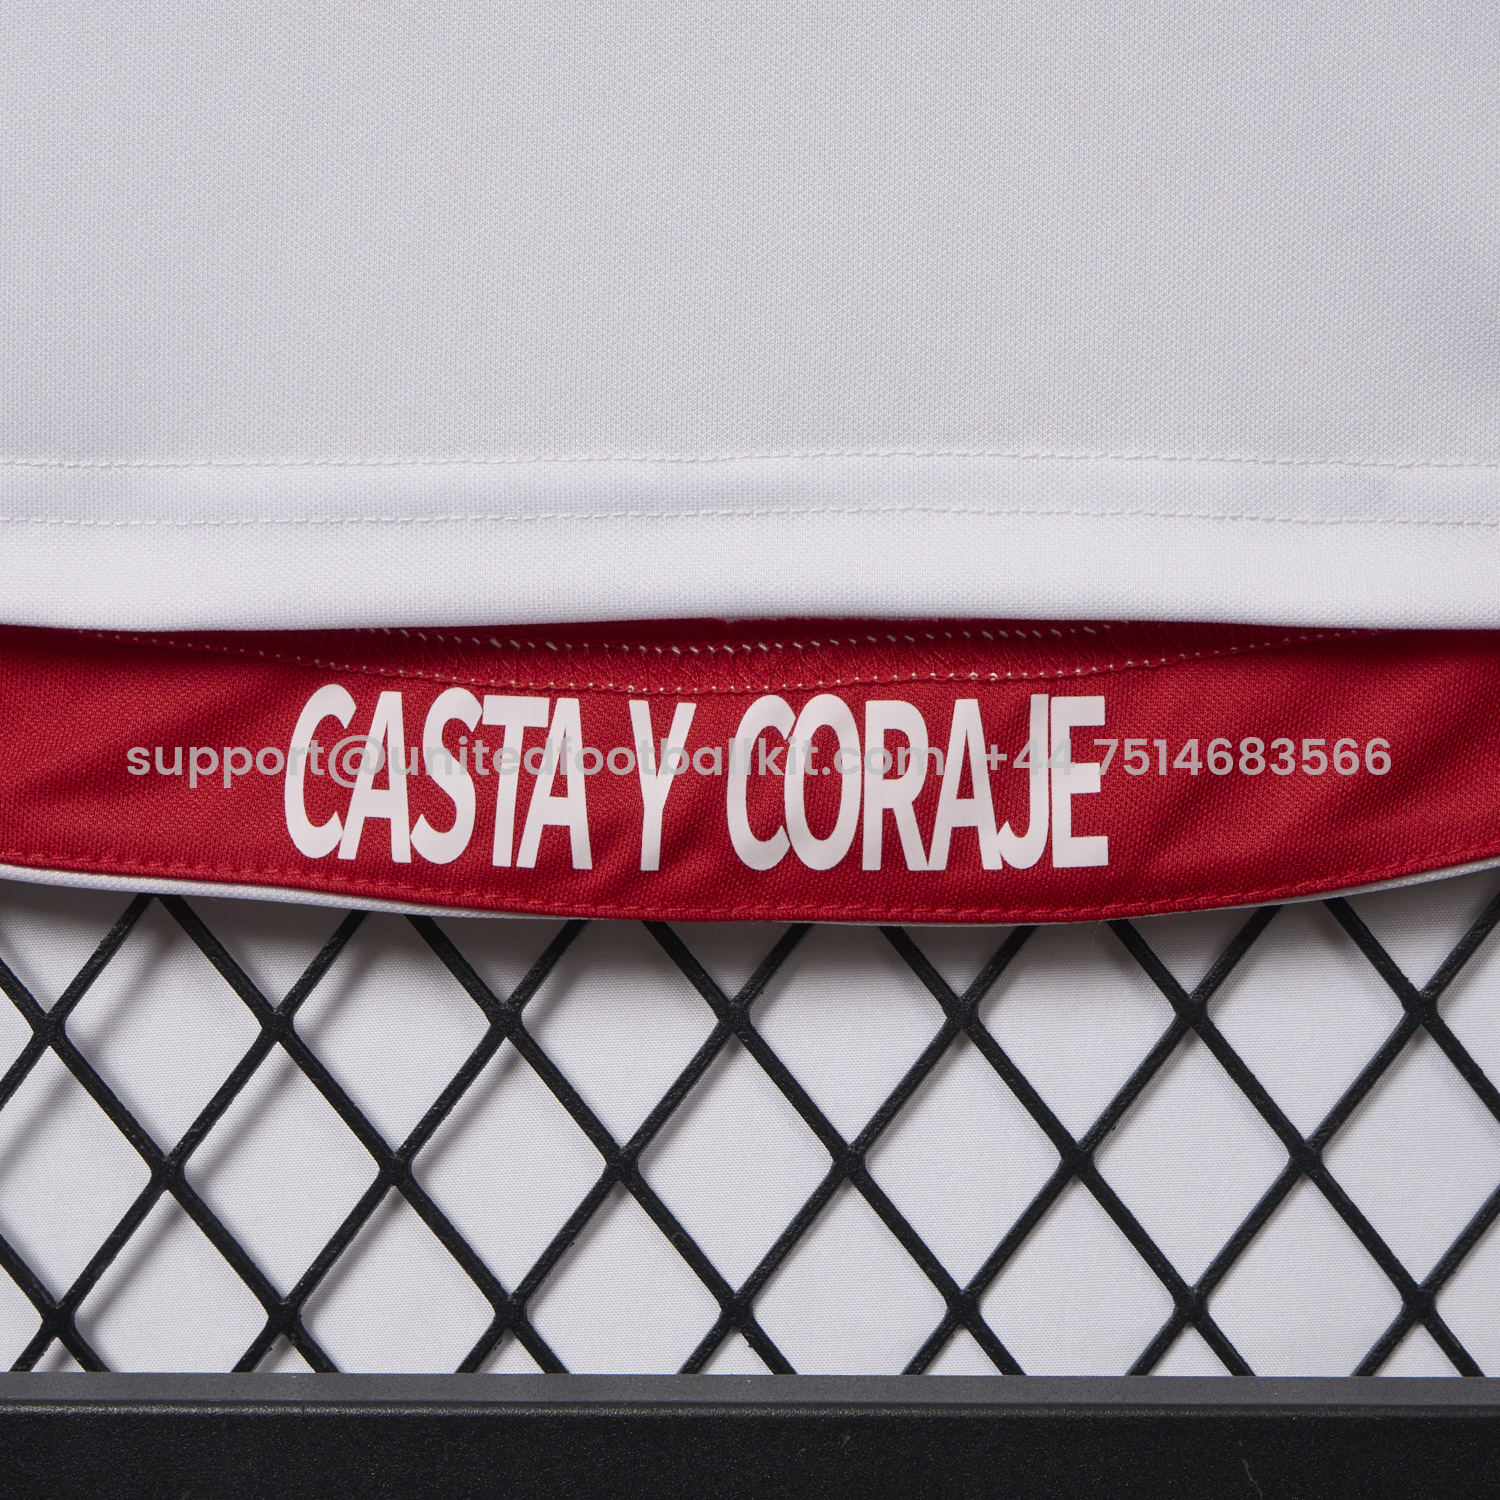 CASTA Y CORAJE
support@unitedfootballkit.com +44 7514683566